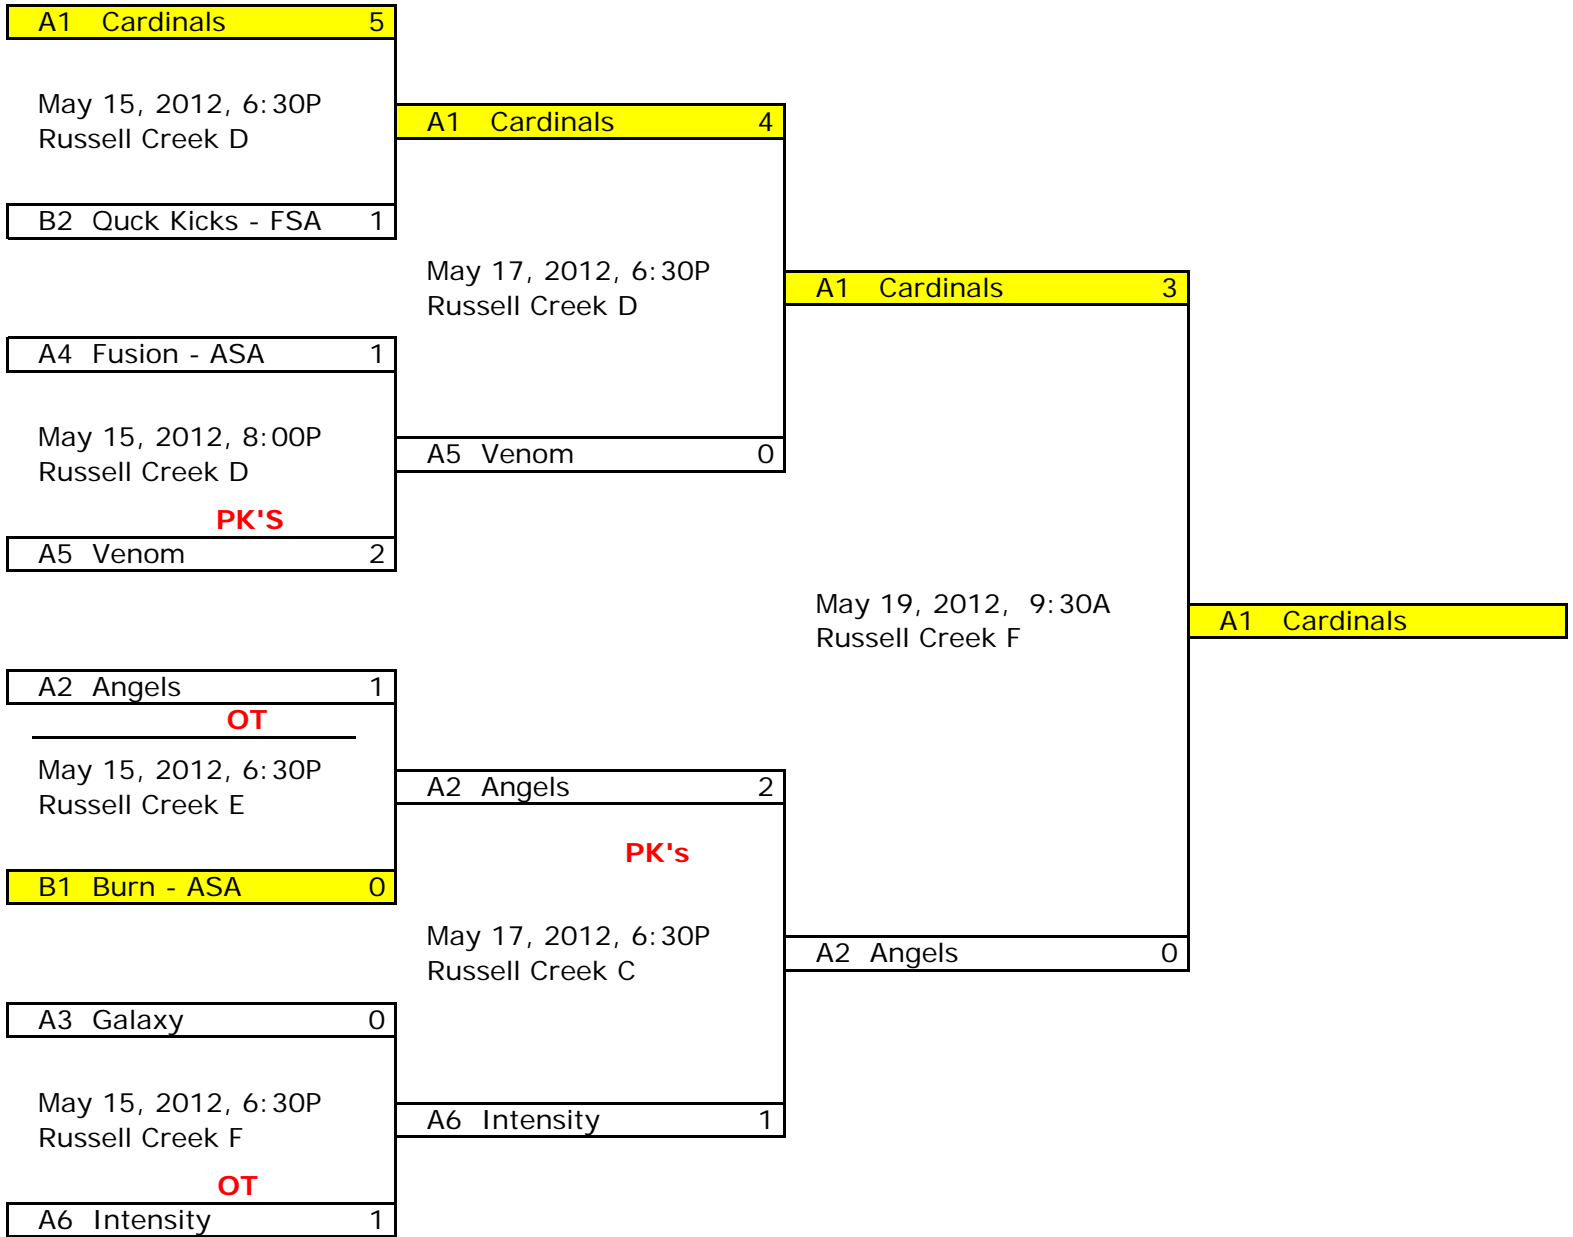 A1 Cardinals 5
May 15, 2012, 6:30P
Russell Creek D
B2 Quck Kicks - FSA 1
A4 Fusion - ASA 1
May 15, 2012, 8:00P
Russell Creek D
PK'S
A5 Venom 2
A2 Angels 1
OT
May 15, 2012, 6:30P
Russell Creek E
B1 Burn - ASA 0
A3 Galaxy 0
May 15, 2012, 6:30P
Russell Creek F
OT
A6 Intensity 1
A1 Cardinals 4
May 17, 2012, 6:30P
Russell Creek D
A5 Venom 0
A2 Angels 2
PK's
May 17, 2012, 6:30P
Russell Creek C
A6 Intensity 1
A1 Cardinals 3
May 19, 2012, 9:30A
Russell Creek F
A2 Angels 0
A1 Cardinals